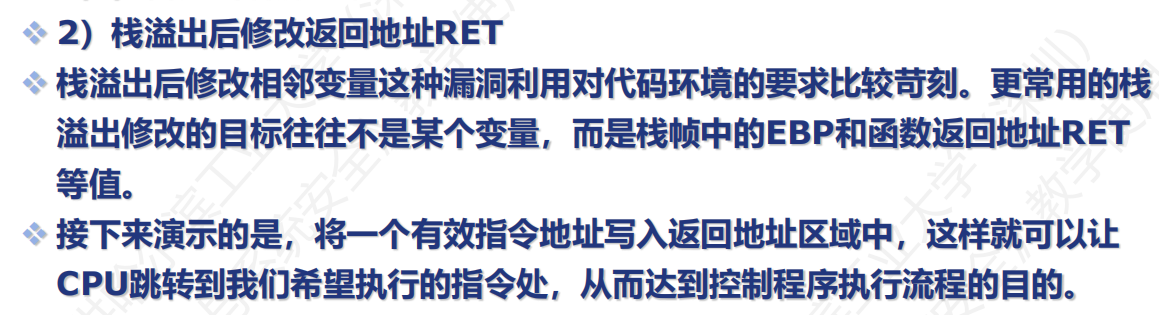 2）栈溢出后修改返回地址RET
栈溢出后修改相邻变量这种漏洞利用对代码环境的要求比较苛刻。更常用的栈
溢出修改的目标往往不是某个变量，而是栈帧中的EBP和函数返回地址RET
等值。
接下来演示的是，将一个有效指令地址写入返回地址区域中，这样就可以让
CPU跳转到我们希望执行的指令处，从而达到控制程序执行流程的目的。